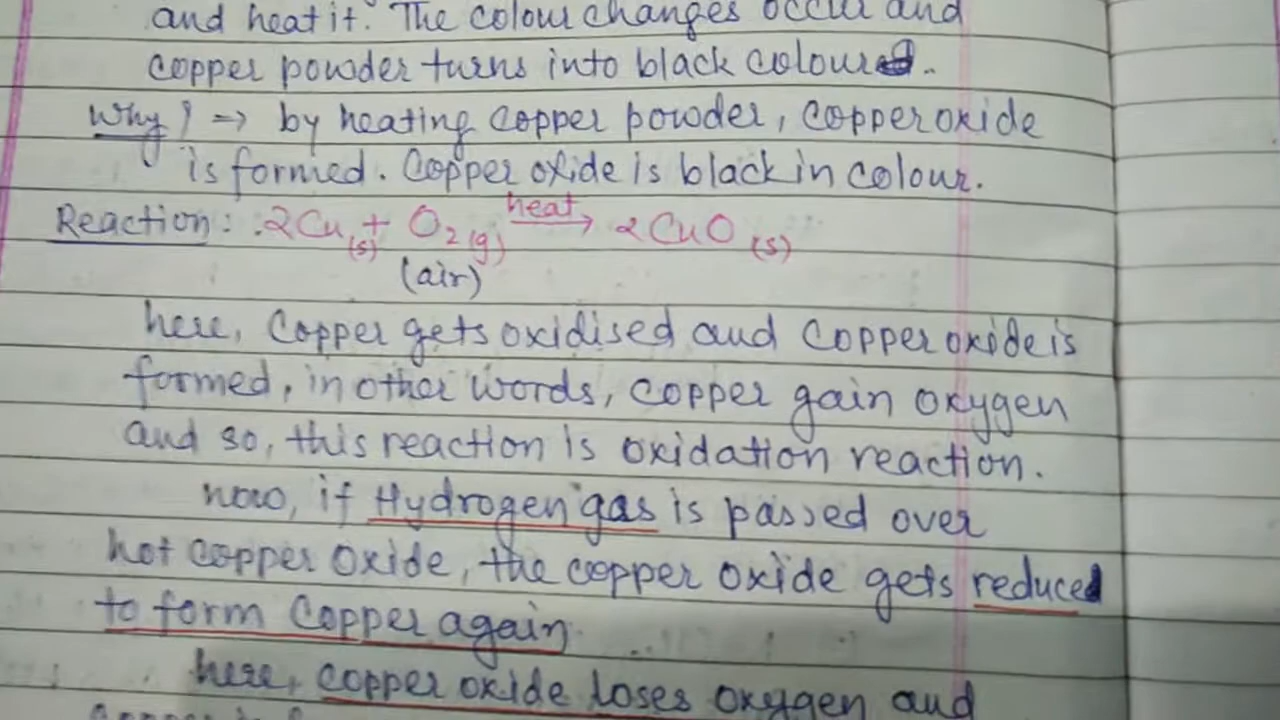 and heat it. The colour changes occur and
copper powder turns into black colour.
Why? => by heating copper powder, copper oxide
is formed. Copper oxide is black in colour.
Reaction: 2Cu(s) + O2(g) heat→ 2CuO(s)
(air)
here, Copper gets oxidised and copper oxide is
formed, in other words, copper gain oxygen
and so, this reaction is oxidation reaction.
now, if Hydrogen gas is passed over
hot copper oxide, the copper oxide gets reduced
to form Copper again.
here, copper oxide loses oxygen and